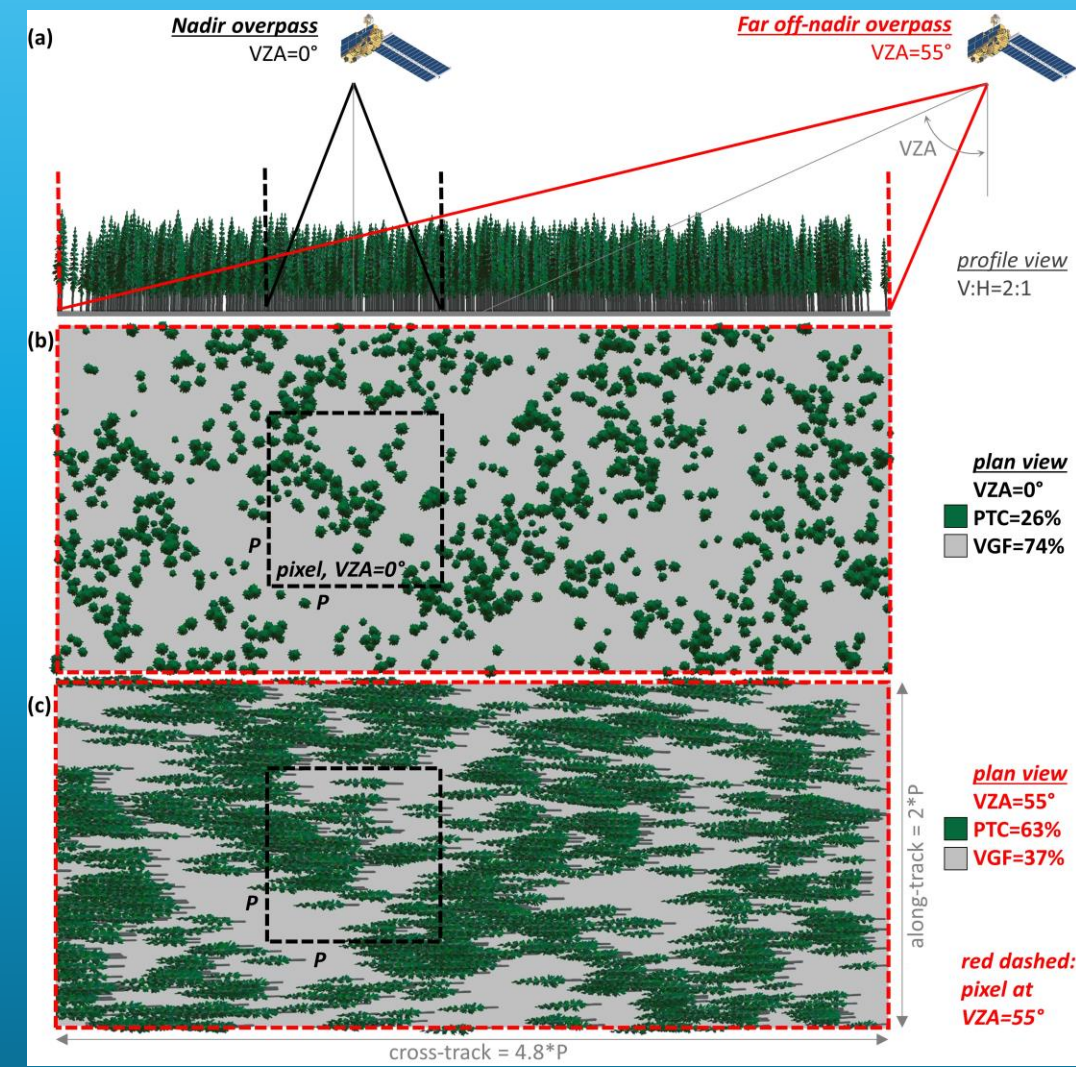 (a)
Nadir overpass
VZA=0°
Far off-nadir overpass
VZA=55°
VZA
profile view
V:H=2:1
(b)
P
pixel, VZA=0°
P
plan view
VZA=0°
PTC=26%
VGF=74%
(c)
P
P
along-track = 2*P
cross-track = 4.8*P
plan view
VZA=55°
PTC=63%
VGF=37%
red dashed:
pixel at
VZA=55°